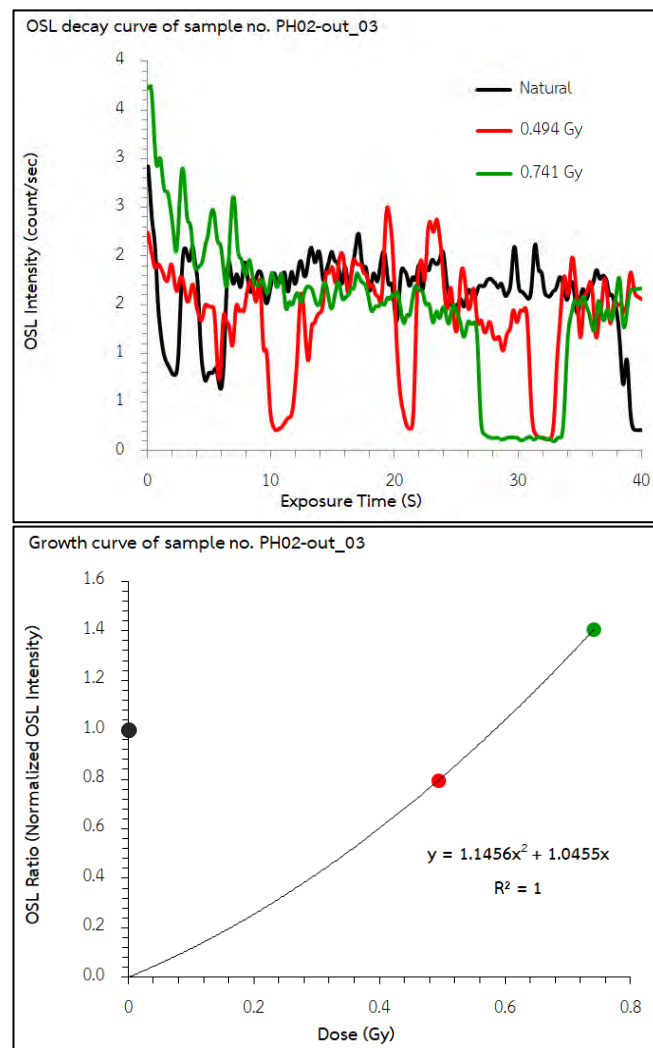 OSL decay curve of sample no. PH02-out_03
OSL Intensity (count/sec)
4
4
3
3
2
2
1
1
0
Natural
0.494 Gy
0.741 Gy
0 10 20 30 40
Exposure Time (S)
Growth curve of sample no. PH02-out_03
OSL Ratio (Normalized OSL Intensity)
1.6
1.4
1.2
1.0
0.8
0.6
0.4
0.2
0.0
y = 1.1456x² + 1.0455x
R² = 1
0 0.2 0.4 0.6 0.8
Dose (Gy)